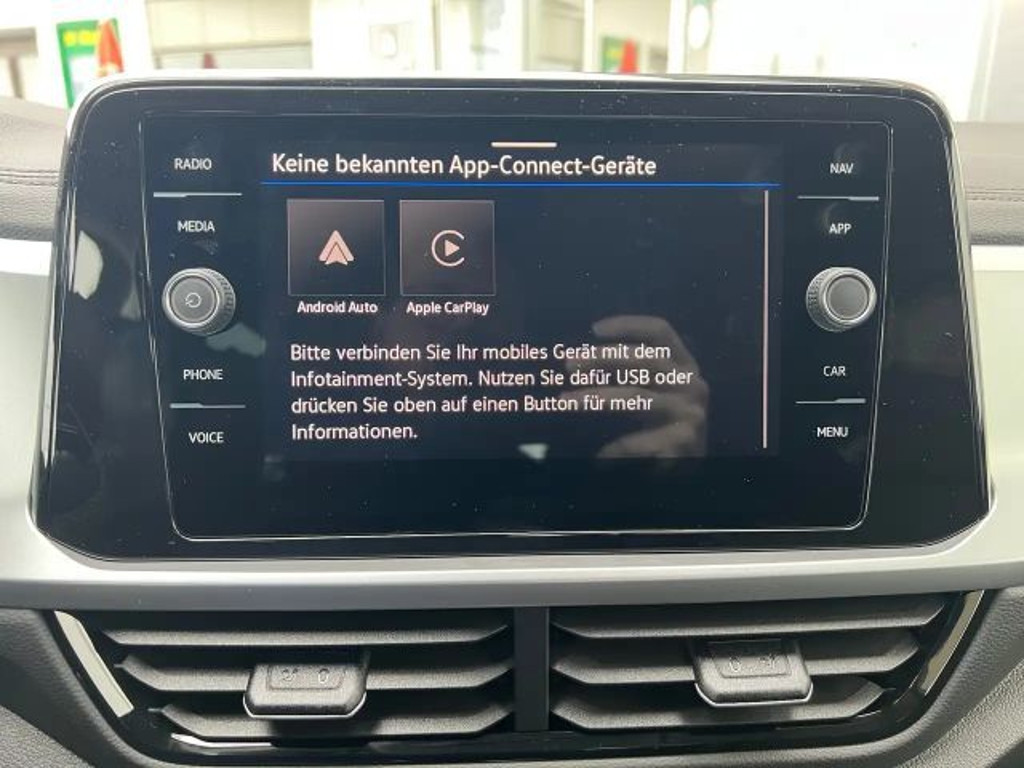 RADIO
MEDIA
PHONE
VOICE
Keine bekannten App-Connect-Geräte
Android Auto
Apple CarPlay
Bitte verbinden Sie Ihr mobiles Gerät mit dem
Infotainment-System. Nutzen Sie dafür USB oder
drücken Sie oben auf einen Button für mehr
Informationen.
NAV
APP
CAR
MENU